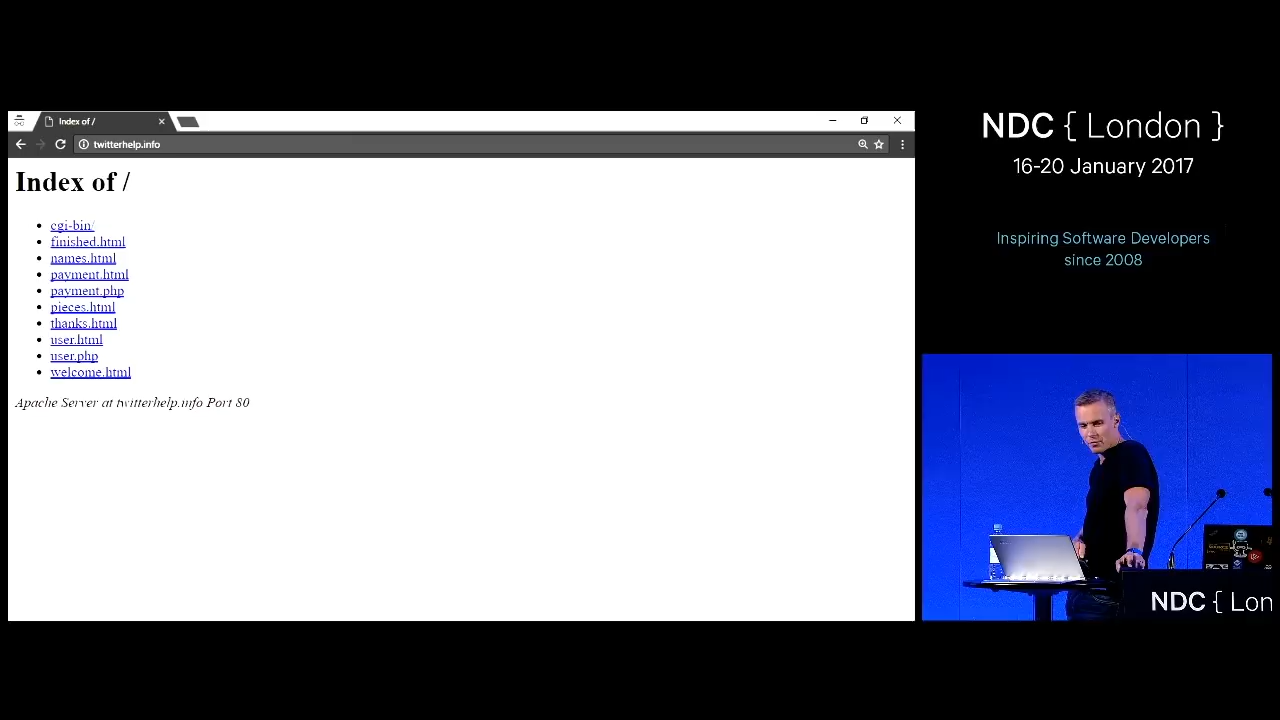 Index of /
twitterhelp.info
Index of /
cgi-bin/
finished.html
names.html
payment.html
payment.php
pieces.html
thanks.html
user.html
user.php
welcome.html
Apache Server at twitterhelp.info Port 80
NDC { London }
16-20 January 2017
Inspiring Software Developers
since 2008
NDC { Lon